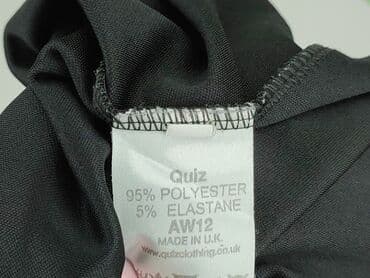 Quiz
95% POLYESTER
5% ELASTANE
AW12
MADE IN U.K.
www.quizclothing.co.uk